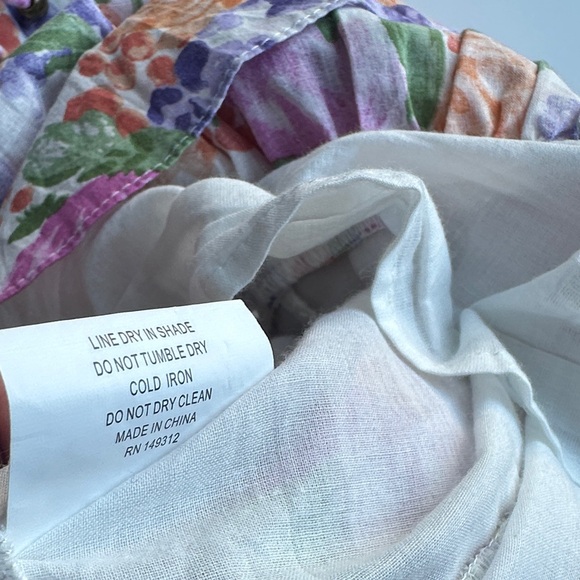 LINE DRY IN SHADE
DO NOT TUMBLE DRY
COLD IRON
DO NOT DRY CLEAN
MADE IN CHINA
RN 149312